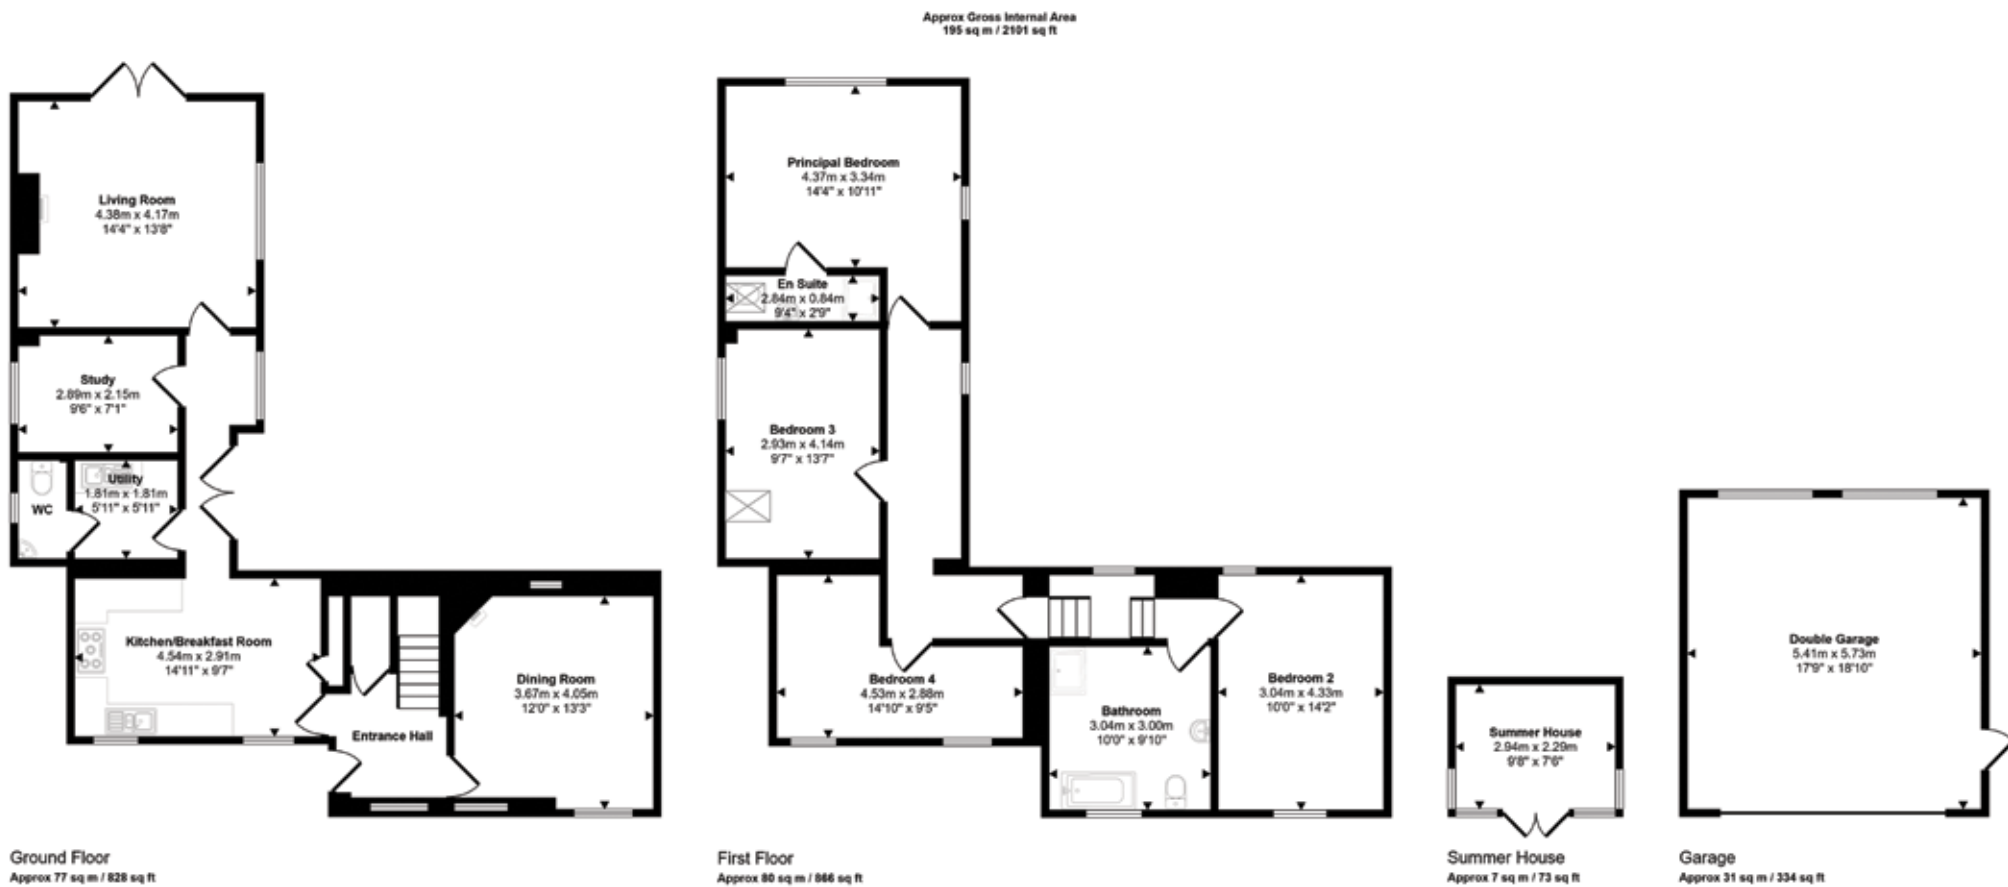 Approx Gross Internal Area
195 sq m / 2101 sq ft
Living Room
4.38m x 4.17m
14'4" x 13'8"
Study
2.89m x 2.15m
9'6" x 7'1"
Utility
1.81m x 1.81m
5'11" x 5'11"
WC
Kitchen/Breakfast Room
4.54m x 2.91m
14'11" x 9'7"
Entrance Hall
Dining Room
3.67m x 4.05m
12'0" x 13'3"
Ground Floor
Approx 77 sq m / 828 sq ft
Principal Bedroom
4.37m x 3.34m
14'4" x 10'11"
En Suite
2.84m x 0.84m
9'4" x 2'9"
Bedroom 3
2.93m x 4.14m
9'7" x 13'7"
Bedroom 4
4.53m x 2.88m
14'10" x 9'5"
Bathroom
3.04m x 3.00m
10'0" x 9'10"
Bedroom 2
3.04m x 4.33m
10'0" x 14'2"
First Floor
Approx 80 sq m / 866 sq ft
Summer House
2.94m x 2.29m
9'8" x 7'6"
Summer House
Approx 7 sq m / 73 sq ft
Double Garage
5.41m x 5.73m
17'9" x 18'10"
Garage
Approx 31 sq m / 334 sq ft